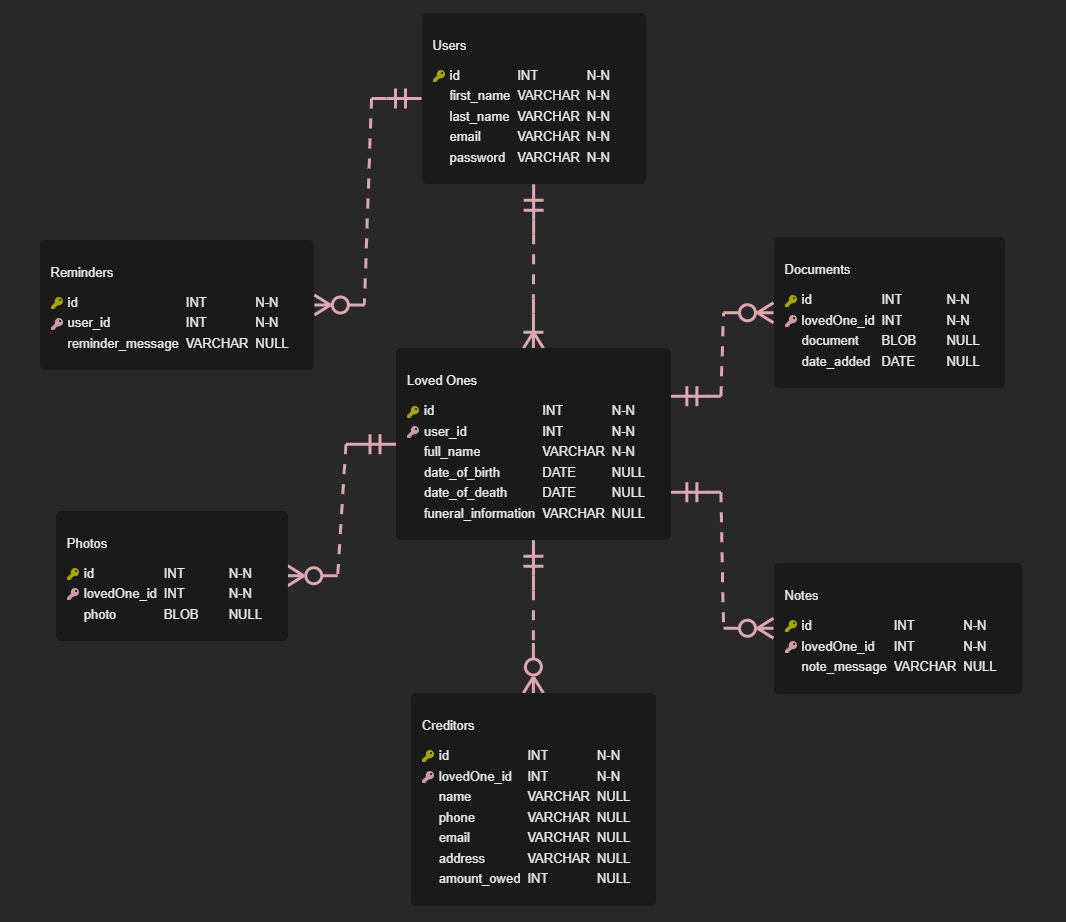 Users
id INT N-N
first_name VARCHAR N-N
last_name VARCHAR N-N
email VARCHAR N-N
password VARCHAR N-N
Reminders
id INT N-N
user_id INT N-N
reminder_message VARCHAR NULL
Documents
id INT N-N
lovedOne_id INT N-N
document BLOB NULL
date_added DATE NULL
Loved Ones
id INT N-N
user_id INT N-N
full_name VARCHAR N-N
date_of_birth DATE NULL
date_of_death DATE NULL
funeral_information VARCHAR NULL
Photos
id INT N-N
lovedOne_id INT N-N
photo BLOB NULL
Notes
id INT N-N
lovedOne_id INT N-N
note_message VARCHAR NULL
Creditors
id INT N-N
lovedOne_id INT N-N
name VARCHAR NULL
phone VARCHAR NULL
email VARCHAR NULL
address VARCHAR NULL
amount_owed INT NULL